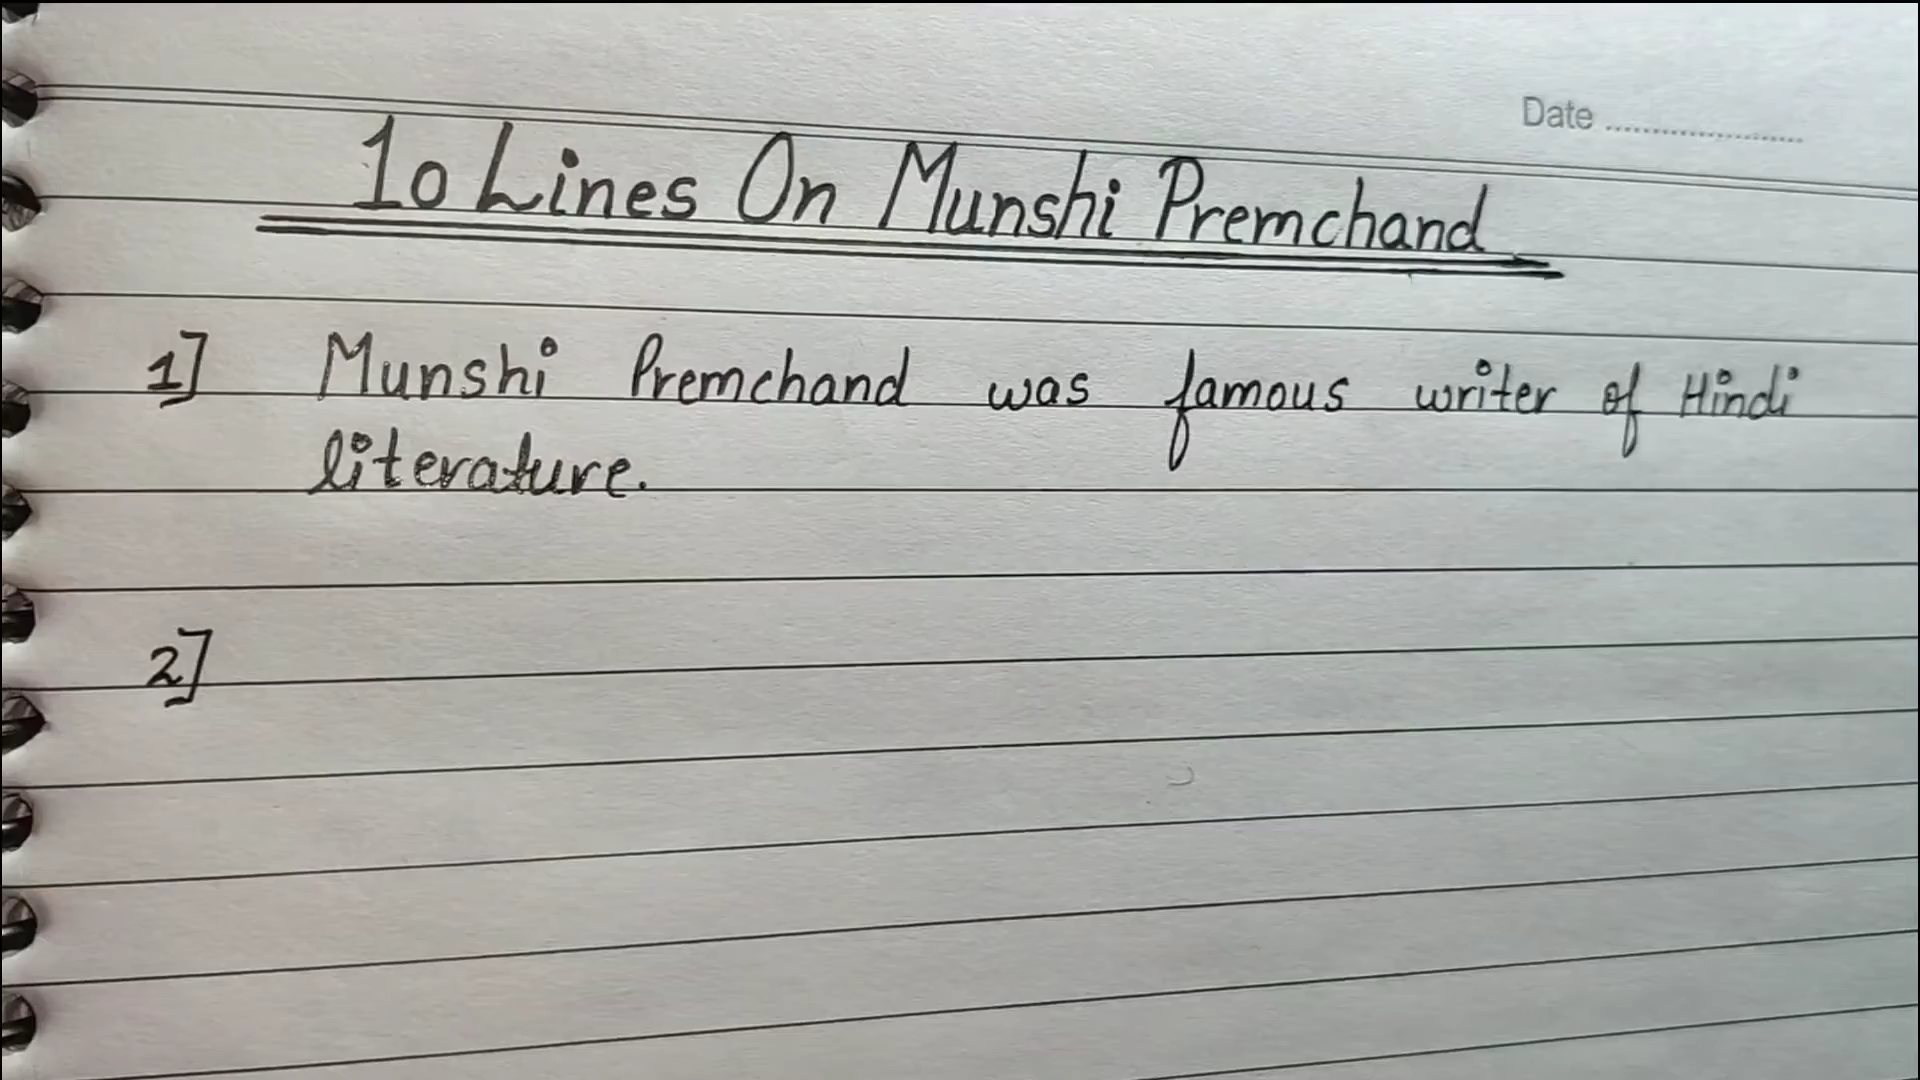 Date ......................
10 Lines On Munshi Premchand
1] Munshi Premchand was famous writer of Hindi
literature.
2]